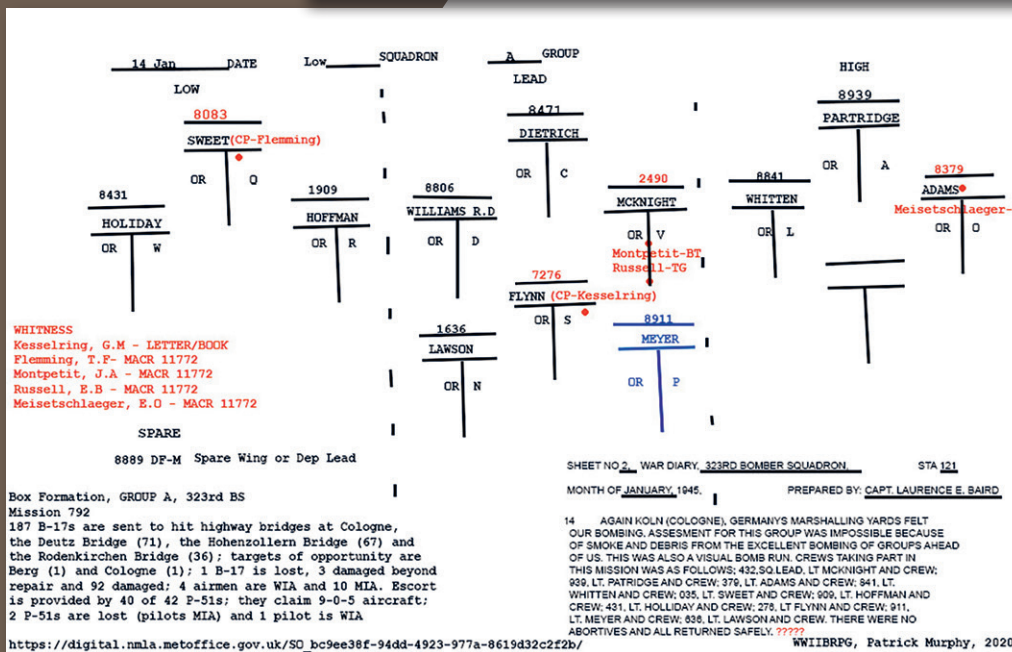 14 Jan DATE
Low SQUADRON
A GROUP
LOW
LEAD
HIGH
8083
SWEET(CP-Flemming)
OR Q
8431
HOLIDAY
OR W
1909
HOFFMAN
OR R
8471
DIETRICH
OR C
8806
WILLIAMS R.D
OR D
2490
MCKNIGHT
OR V
Montpetit-BT
Russell-TG
7276
FLYNN (CP-Kesselring)
OR S
1636
LAWSON
OR N
8911
MEYER
OR P
8939
PARTRIDGE
OR A
8841
WHITTEN
OR L
8379
ADAMS
Meisetschlaeger-
OR O
WHITNESS
Kesselring, G.M - LETTER/BOOK
Flemming, T.F- MACR 11772
Montpetit, J.A - MACR 11772
Russell, E.B - MACR 11772
Meisetschlaeger, E.O - MACR 11772
SPARE
8889 DF-M Spare Wing or Dep Lead
Box Formation, GROUP A, 323rd BS
Mission 792
187 B-17s are sent to hit highway bridges at Cologne,
the Deutz Bridge (71), the Hohenzollern Bridge (67) and
the Rodenkirchen Bridge (36); targets of opportunity are
Berg (1) and Cologne (1); 1 B-17 is lost, 3 damaged beyond
repair and 92 damaged; 4 airmen are WIA and 10 MIA. Escort
is provided by 40 of 42 P-51s; they claim 9-0-5 aircraft;
2 P-51s are lost (pilots MIA) and 1 pilot is WIA
https://digital.nmla.metoffice.gov.uk/SO_bc9ee38f-94dd-4923-977a-8619d32c2f2b/
SHEET NO 2, WAR DIARY, 323RD BOMBER SQUADRON. STA 121
MONTH OF JANUARY, 1945, PREPARED BY: CAPT. LAURENCE E. BAIRD
14 AGAIN KOLN (COLOGNE), GERMANYS MARSHALLING YARDS FELT
OUR BOMBING. ASSESMENT FOR THIS GROUP WAS IMPOSSIBLE BECAUSE
OF SMOKE AND DEBRIS FROM THE EXCELLENT BOMBING OF GROUPS AHEAD
OF US. THIS WAS ALSO A VISUAL BOMB RUN. CREWS TAKING PART IN
THIS MISSION WAS AS FOLLOWS; 432,SQ.LEAD, LT MCKNIGHT AND CREW;
939, LT. PATRIDGE AND CREW; 379, LT. ADAMS AND CREW; 841, LT.
WHITTEN AND CREW; 035, LT. SWEET AND CREW; 909, LT. HOFFMAN AND
CREW; 431, LT. HOLLIDAY AND CREW; 276, LT FLYNN AND CREW; 911,
LT. MEYER AND CREW; 636, LT. LAWSON AND CREW. THERE WERE NO
ABORTIVES AND ALL RETURNED SAFELY. ?????
WWIIBRPG, Patrick Murphy, 2020